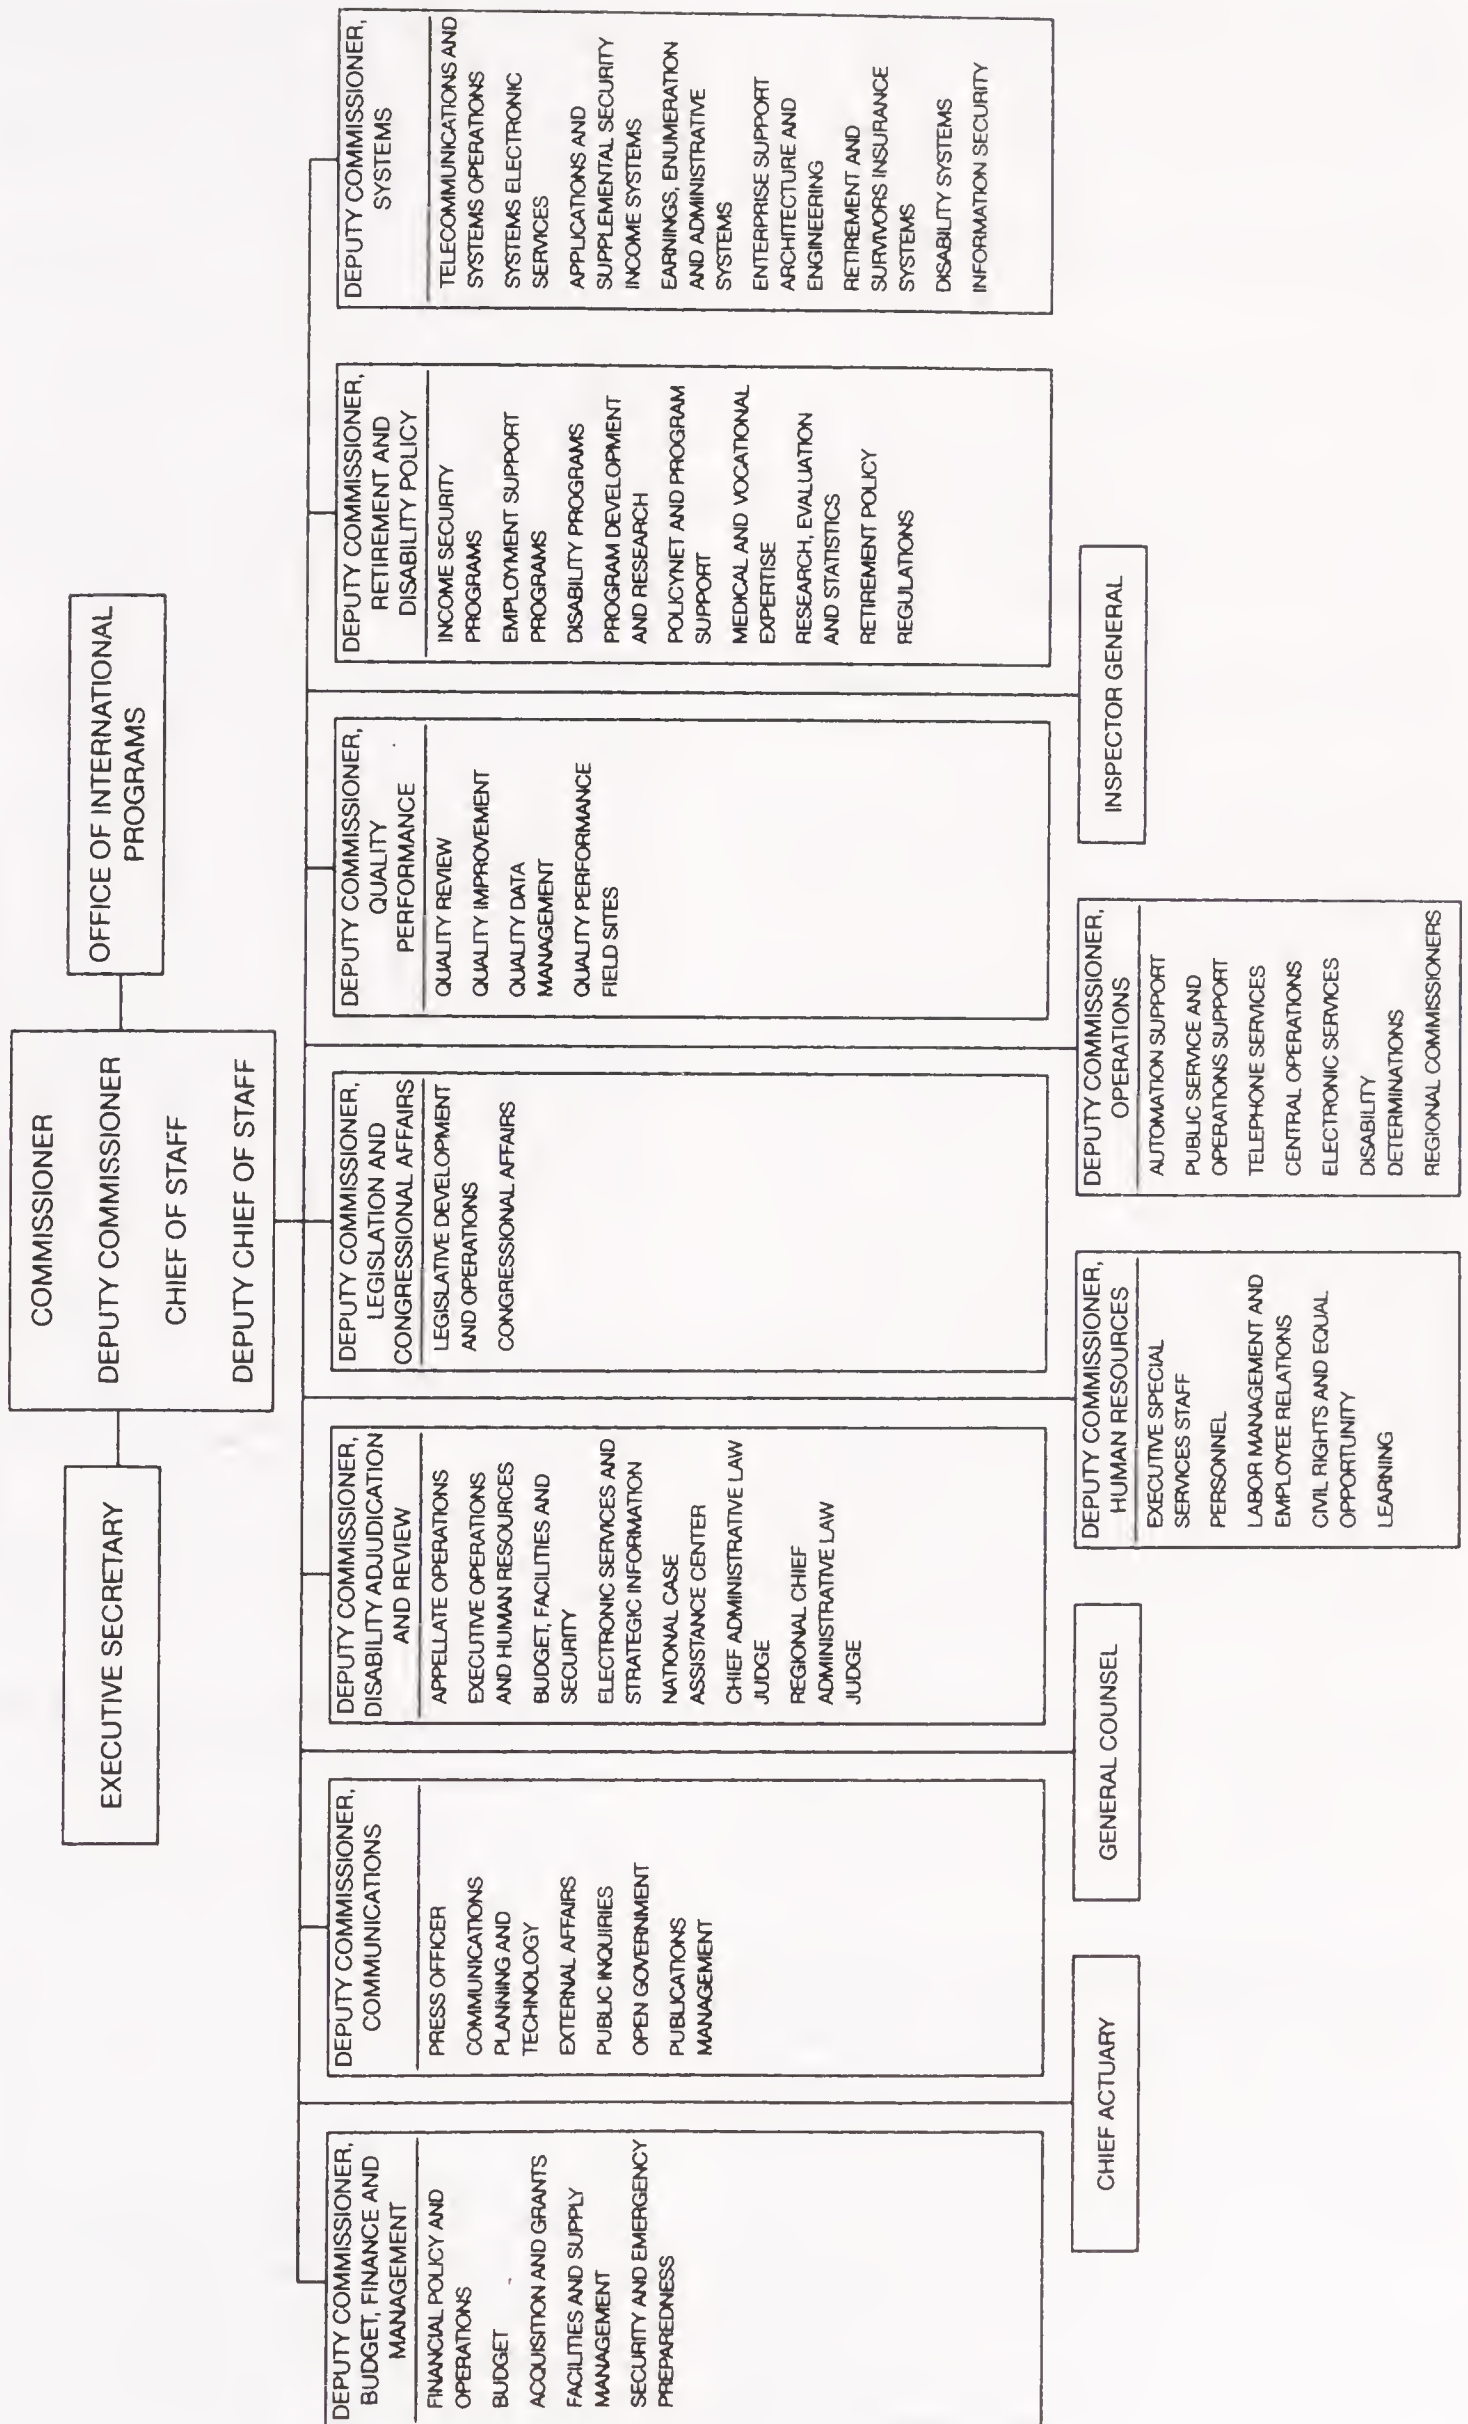 COMMISSIONER
DEPUTY COMMISSIONER
CHIEF OF STAFF
DEPUTY CHIEF OF STAFF
EXECUTIVE SECRETARY
OFFICE OF INTERNATIONAL
PROGRAMS
DEPUTY COMMISSIONER,
BUDGET, FINANCE AND
MANAGEMENT
FINANCIAL POLICY AND
OPERATIONS
BUDGET
ACQUISITION AND GRANTS
FACILITIES AND SUPPLY
MANAGEMENT
SECURITY AND EMERGENCY
PREPAREDNESS
DEPUTY COMMISSIONER,
COMMUNICATIONS
PRESS OFFICER
COMMUNICATIONS
PLANNING AND
TECHNOLOGY
EXTERNAL AFFAIRS
PUBLIC INQUIRIES
OPEN GOVERNMENT
PUBLICATIONS
MANAGEMENT
DEPUTY COMMISSIONER,
DISABILITY ADJUDICATION
AND REVIEW
APPELLATE OPERATIONS
EXECUTIVE OPERATIONS
AND HUMAN RESOURCES
BUDGET, FACILITIES AND
SECURITY
ELECTRONIC SERVICES AND
STRATEGIC INFORMATION
NATIONAL CASE
ASSISTANCE CENTER
CHIEF ADMINISTRATIVE LAW
JUDGE
REGIONAL CHIEF
ADMINISTRATIVE LAW
JUDGE
DEPUTY COMMISSIONER,
LEGISLATION AND
CONGRESSIONAL AFFAIRS
LEGISLATIVE DEVELOPMENT
AND OPERATIONS
CONGRESSIONAL AFFAIRS
DEPUTY COMMISSIONER,
QUALITY
PERFORMANCE
QUALITY REVIEW
QUALITY IMPROVEMENT
QUALITY DATA
MANAGEMENT
QUALITY PERFORMANCE
FIELD SITES
DEPUTY COMMISSIONER,
RETIREMENT AND
DISABILITY POLICY
INCOME SECURITY
PROGRAMS
EMPLOYMENT SUPPORT
PROGRAMS
DISABILITY PROGRAMS
PROGRAM DEVELOPMENT
AND RESEARCH
POLICYNET AND PROGRAM
SUPPORT
MEDICAL AND VOCATIONAL
EXPERTISE
RESEARCH, EVALUATION
AND STATISTICS
RETIREMENT POLICY
REGULATIONS
DEPUTY COMMISSIONER,
SYSTEMS
TELECOMMUNICATIONS AND
SYSTEMS OPERATIONS
SYSTEMS ELECTRONIC
SERVICES
APPLICATIONS AND
SUPPLEMENTAL SECURITY
INCOME SYSTEMS
EARNINGS, ENUMERATION
AND ADMINISTRATIVE
SYSTEMS
ENTERPRISE SUPPORT
ARCHITECTURE AND
ENGINEERING
RETIREMENT AND
SURVIVORS INSURANCE
SYSTEMS
DISABILITY SYSTEMS
INFORMATION SECURITY
CHIEF ACTUARY
GENERAL COUNSEL
DEPUTY COMMISSIONER,
HUMAN RESOURCES
EXECUTIVE SPECIAL
SERVICES STAFF
PERSONNEL
LABOR MANAGEMENT AND
EMPLOYEE RELATIONS
CIVIL RIGHTS AND EQUAL
OPPORTUNITY
LEARNING
DEPUTY COMMISSIONER,
OPERATIONS
AUTOMATION SUPPORT
PUBLIC SERVICE AND
OPERATIONS SUPPORT
TELEPHONE SERVICES
CENTRAL OPERATIONS
ELECTRONIC SERVICES
DISABILITY
DETERMINATIONS
REGIONAL COMMISSIONERS
INSPECTOR GENERAL